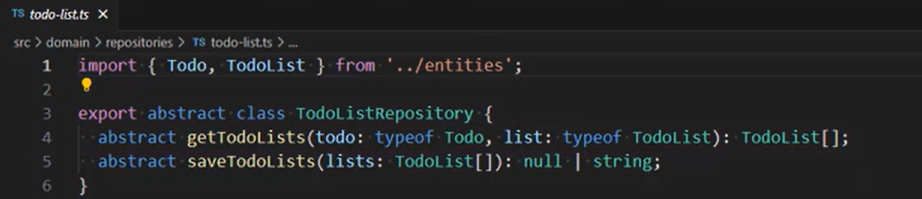 TS todo-list.ts ×
src > domain > repositories > TS todo-list.ts > ...
1 import { Todo, TodoList } from '../entities';
2
3 export abstract class TodoListRepository {
4 abstract getTodoLists(todo: typeof Todo, list: typeof TodoList): TodoList[];
5 abstract saveTodoLists(lists: TodoList[]): null | string;
6 }